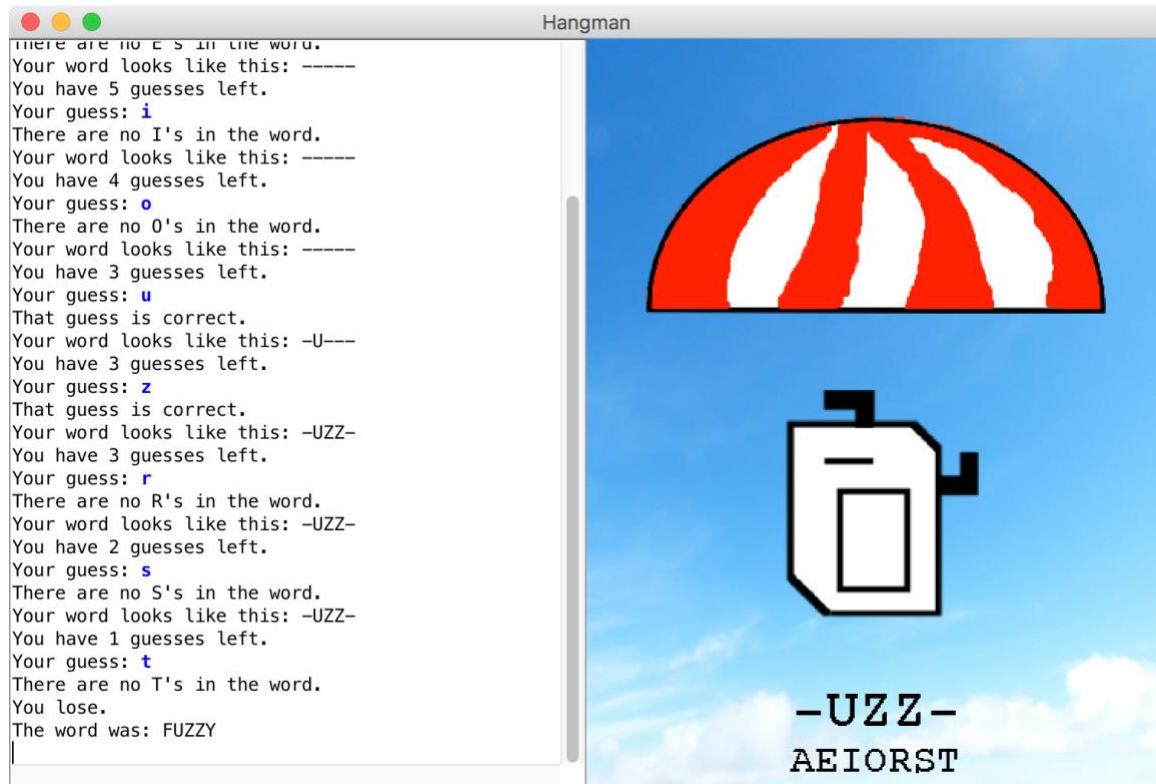 Hangman
There are no E's in the word.
Your word looks like this: -----
You have 5 guesses left.
Your guess: i
There are no I's in the word.
Your word looks like this: -----
You have 4 guesses left.
Your guess: o
There are no O's in the word.
Your word looks like this: -----
You have 3 guesses left.
Your guess: u
That guess is correct.
Your word looks like this: -U---
You have 3 guesses left.
Your guess: z
That guess is correct.
Your word looks like this: -UZZ-
You have 3 guesses left.
Your guess: r
There are no R's in the word.
Your word looks like this: -UZZ-
You have 2 guesses left.
Your guess: s
There are no S's in the word.
Your word looks like this: -UZZ-
You have 1 guesses left.
Your guess: t
There are no T's in the word.
You lose.
The word was: FUZZY
-UZZ-
AEIORST